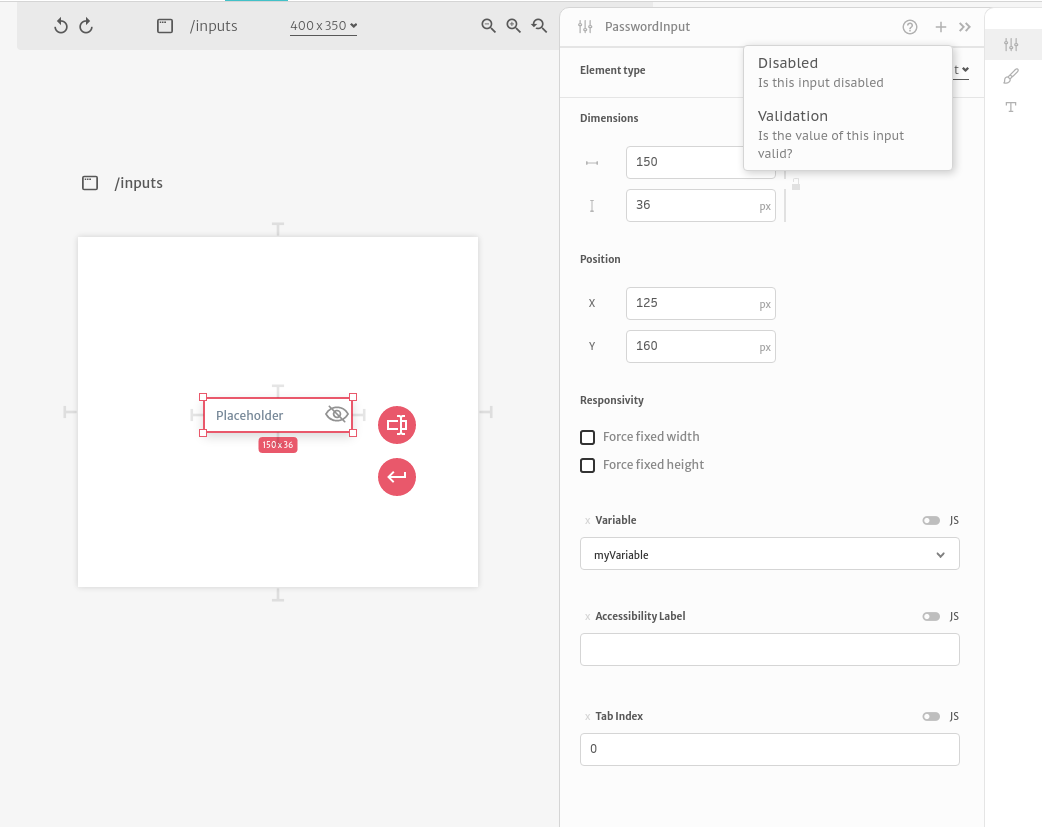 /inputs
400 x 350
PasswordInput
Element type
t
Disabled
Is this input disabled
Validation
Is the value of this input
valid?
Dimensions
150
36
px
/inputs
Position
X
125
px
Y
160
px
Placeholder
150 x 36
Responsivity
Force fixed width
Force fixed height
x Variable
JS
myVariable
x Accessibility Label
JS
x Tab Index
JS
0